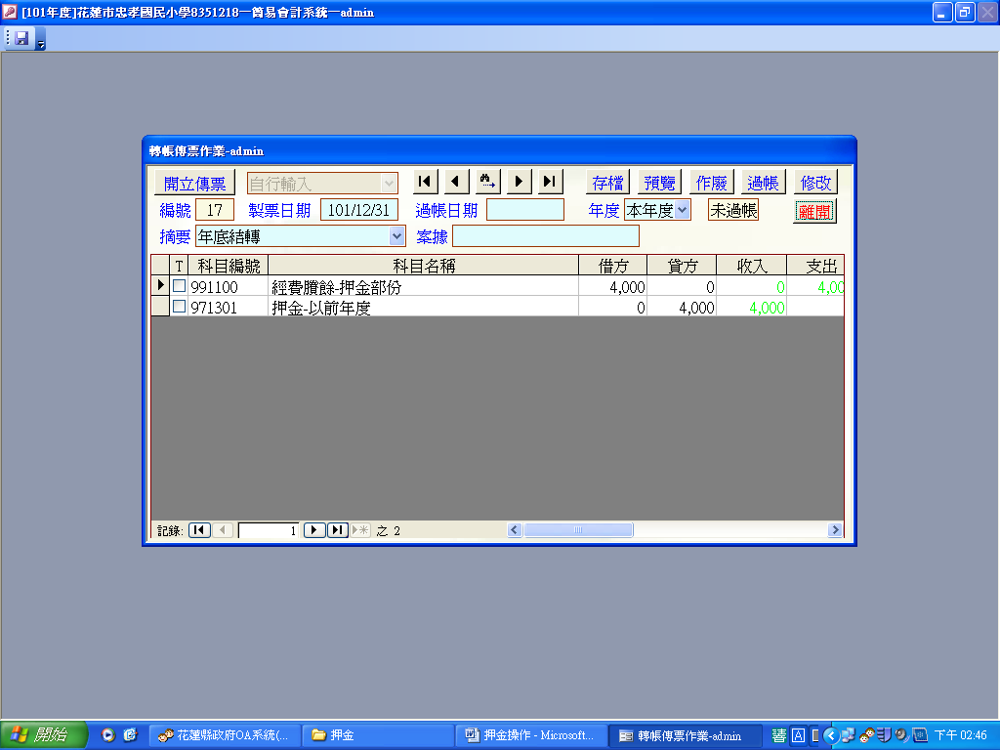 [101年度]花蓮市忠孝國民小學8351218—簡易會計系統—admin
轉帳傳票作業-admin
開立傳票 自行輸入 存檔 預覽 作廢 過帳 修改
編號 17 製票日期 101/12/31 過帳日期 年度 本年度 未過帳 離開
摘要 年底結轉 案據
T 科目編號 科目名稱 借方 貸方 收入 支出
991100 經費賸餘-押金部份 4,000 0 0 4,00
971301 押金-以前年度 0 4,000 4,000
記錄: 1 之 2
開始 花蓮縣政府OA系統(... 押金 押金操作 - Microsoft... 轉帳傳票作業-admin A 下午 02:46